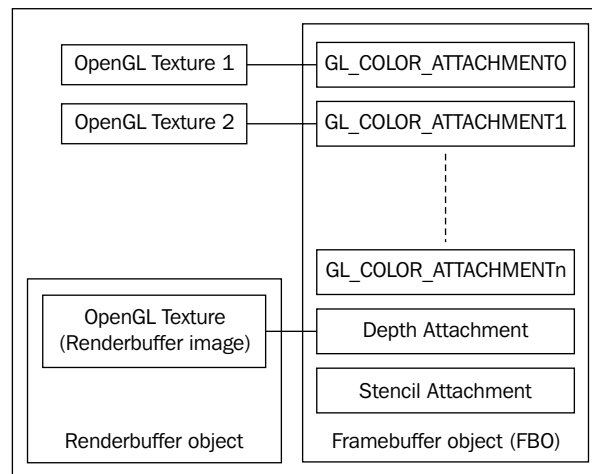 OpenGL Texture 1
GL_COLOR_ATTACHMENT0
OpenGL Texture 2
GL_COLOR_ATTACHMENT1
GL_COLOR_ATTACHMENTn
OpenGL Texture
(Renderbuffer image)
Depth Attachment
Stencil Attachment
Renderbuffer object
Framebuffer object (FBO)